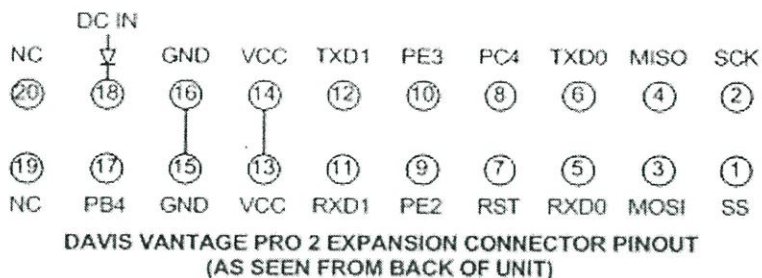 DC IN
NC GND VCC TXD1 PE3 PC4 TXD0 MISO SCK
20 18 16 14 12 10 8 6 4 2
19 17 15 13 11 9 7 5 3 1
NC PB4 GND VCC RXD1 PE2 RST RXD0 MOSI SS
DAVIS VANTAGE PRO 2 EXPANSION CONNECTOR PINOUT
(AS SEEN FROM BACK OF UNIT)